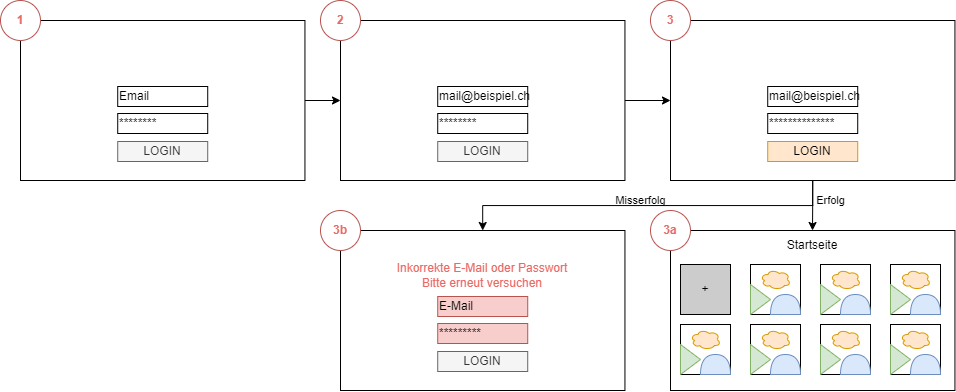 1
Email
********
LOGIN
2
mail@beispiel.ch
********
LOGIN
3
mail@beispiel.ch
**************
LOGIN
Misserfolg
Erfolg
3b
Inkorrekte E-Mail oder Passwort
Bitte erneut versuchen
E-Mail
*********
LOGIN
3a
Startseite
+